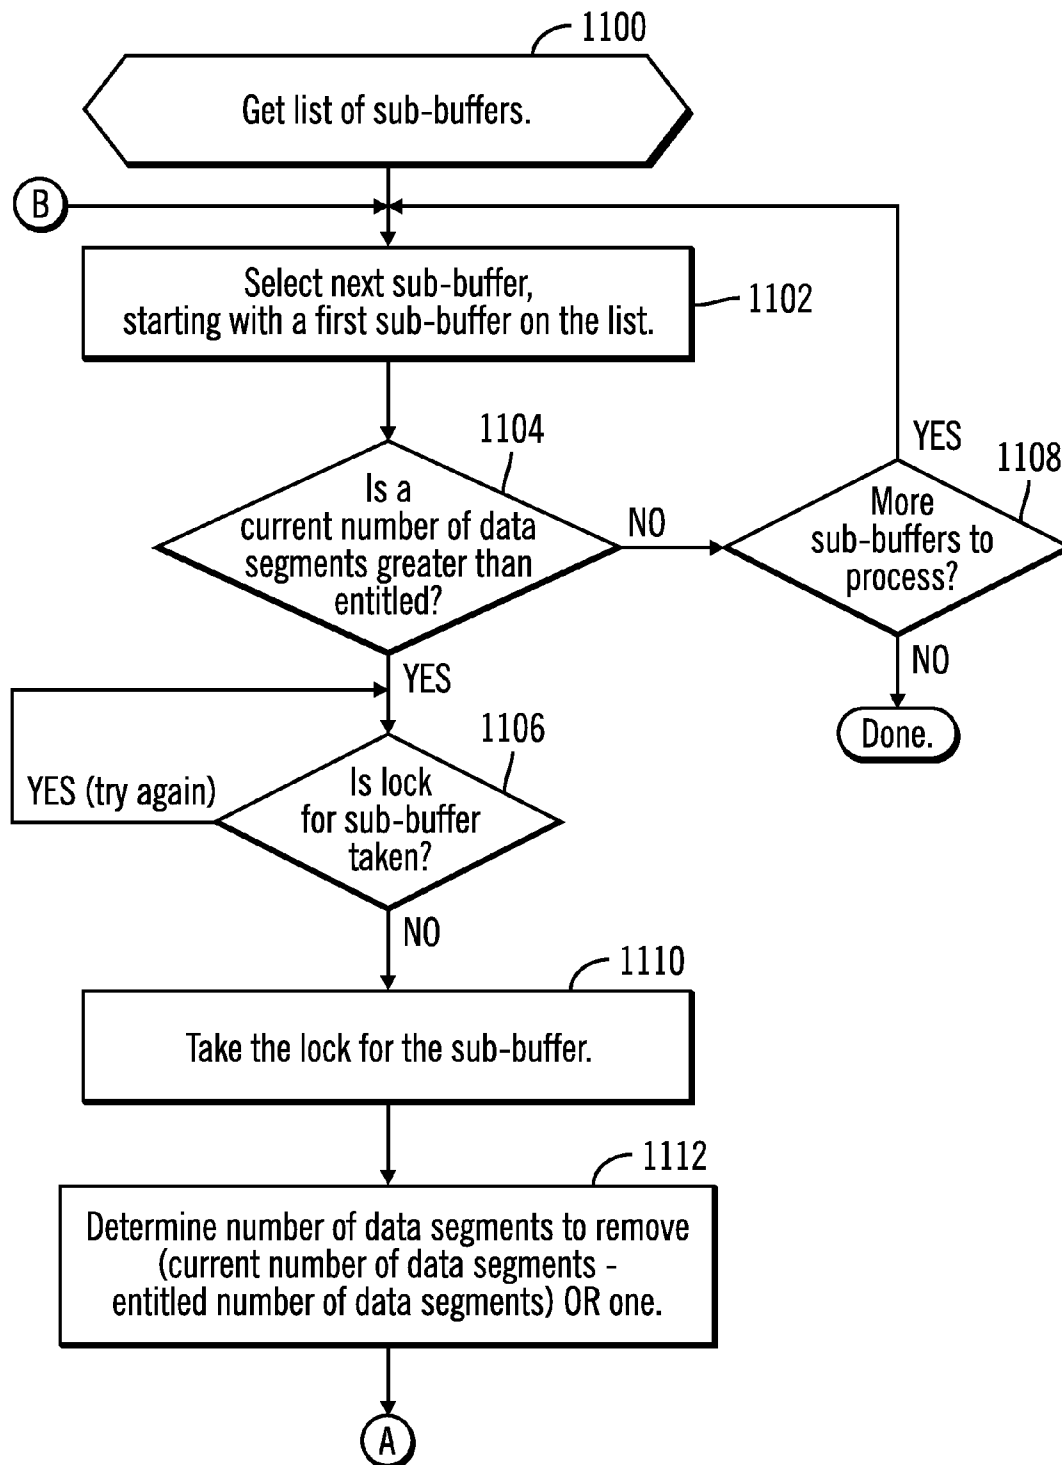 1100
Get list of sub-buffers.
B
Select next sub-buffer,
starting with a first sub-buffer on the list.
1102
1104
Is a
current number of data
segments greater than
entitled?
NO
YES
1108
More
sub-buffers to
process?
YES
NO
Done.
1106
Is lock
for sub-buffer
taken?
YES (try again)
NO
1110
Take the lock for the sub-buffer.
1112
Determine number of data segments to remove
(current number of data segments -
entitled number of data segments) OR one.
A